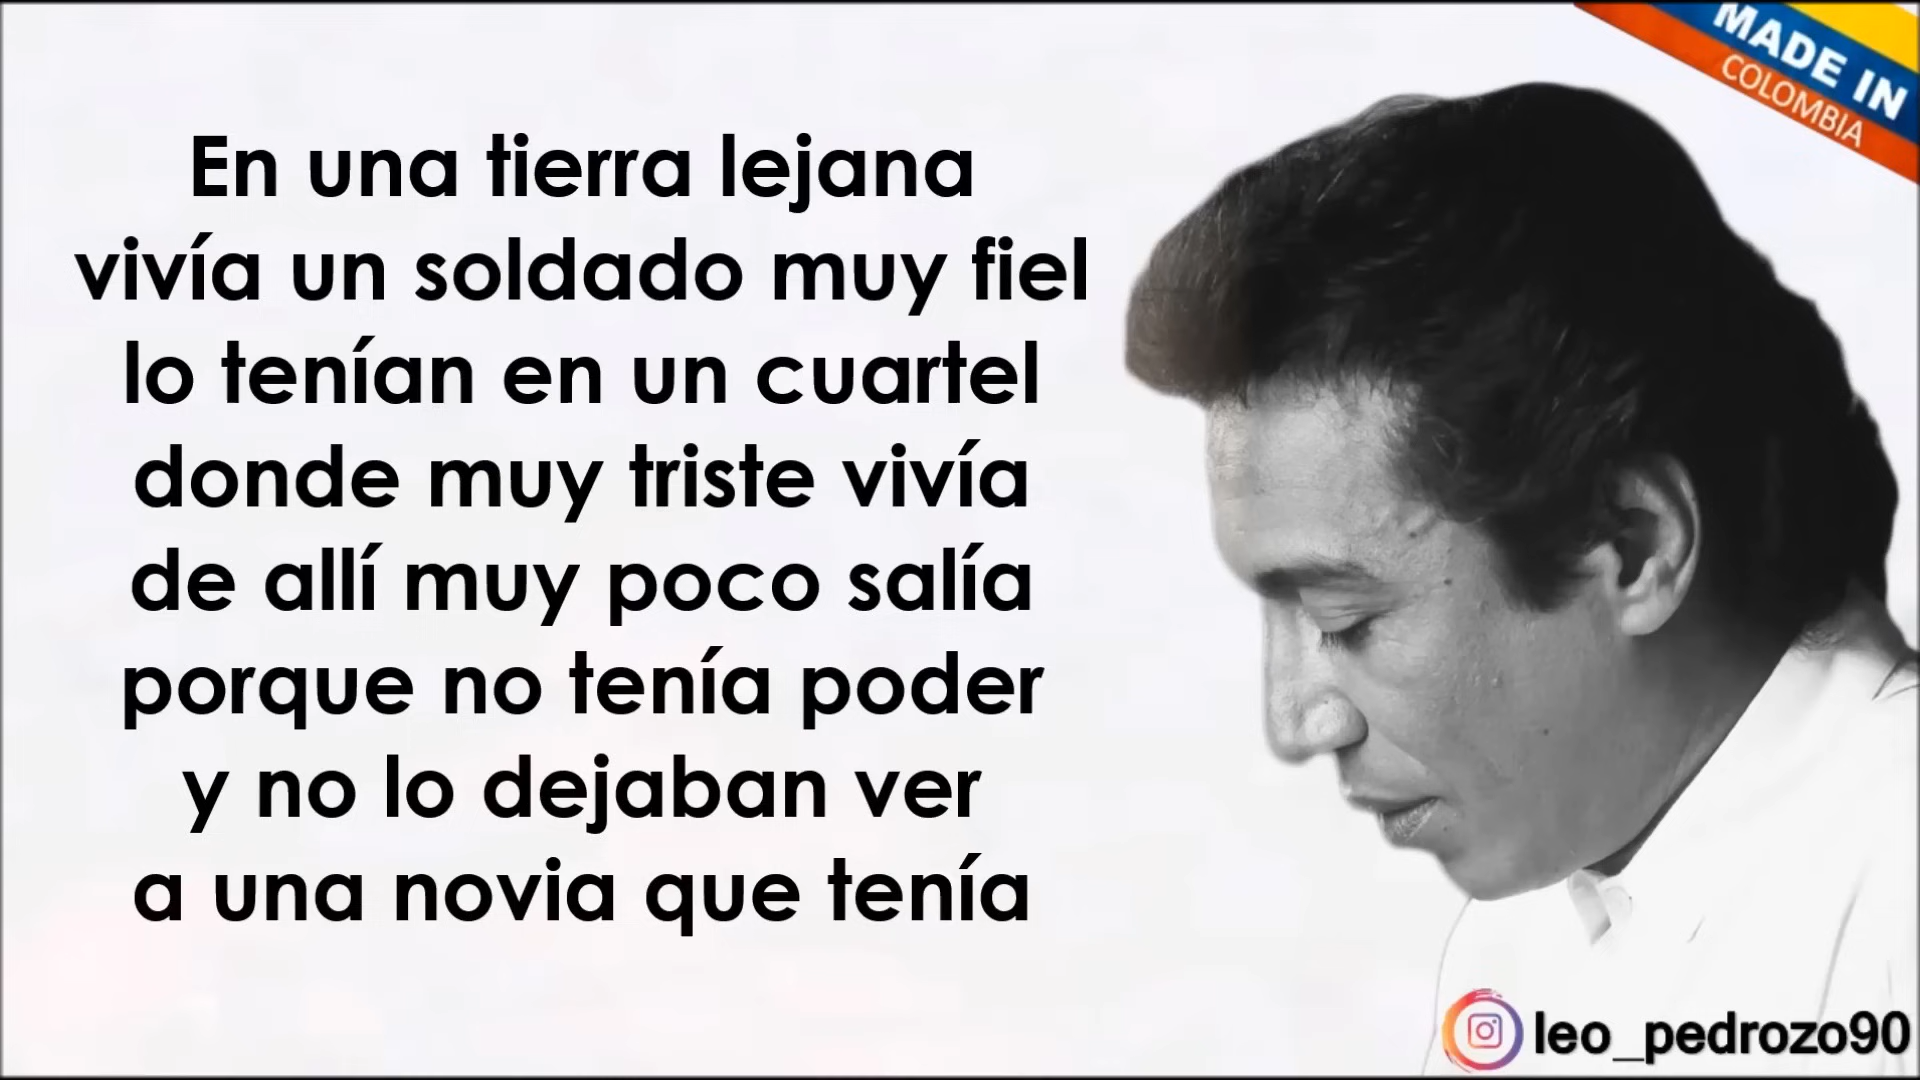 En una tierra lejana
vivía un soldado muy fiel
lo tenían en un cuartel
donde muy triste vivía
de allí muy poco salía
porque no tenía poder
y no lo dejaban ver
a una novia que tenía
MADE IN
COLOMBIA
leo_pedrozo90